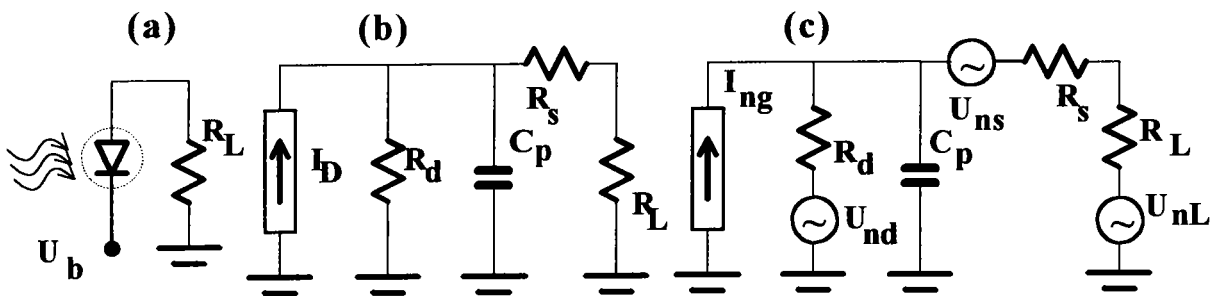 (a)
R_L
U_b
(b)
I_D
R_d
C_p
R_s
R_L
(c)
I_ng
R_d
U_nd
C_p
U_ns
R_s
R_L
U_nL